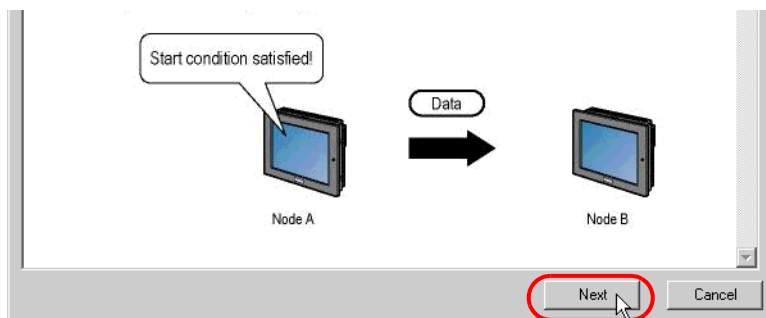 Start condition satisfied!
Data
Node A
Node B
Next
Cancel